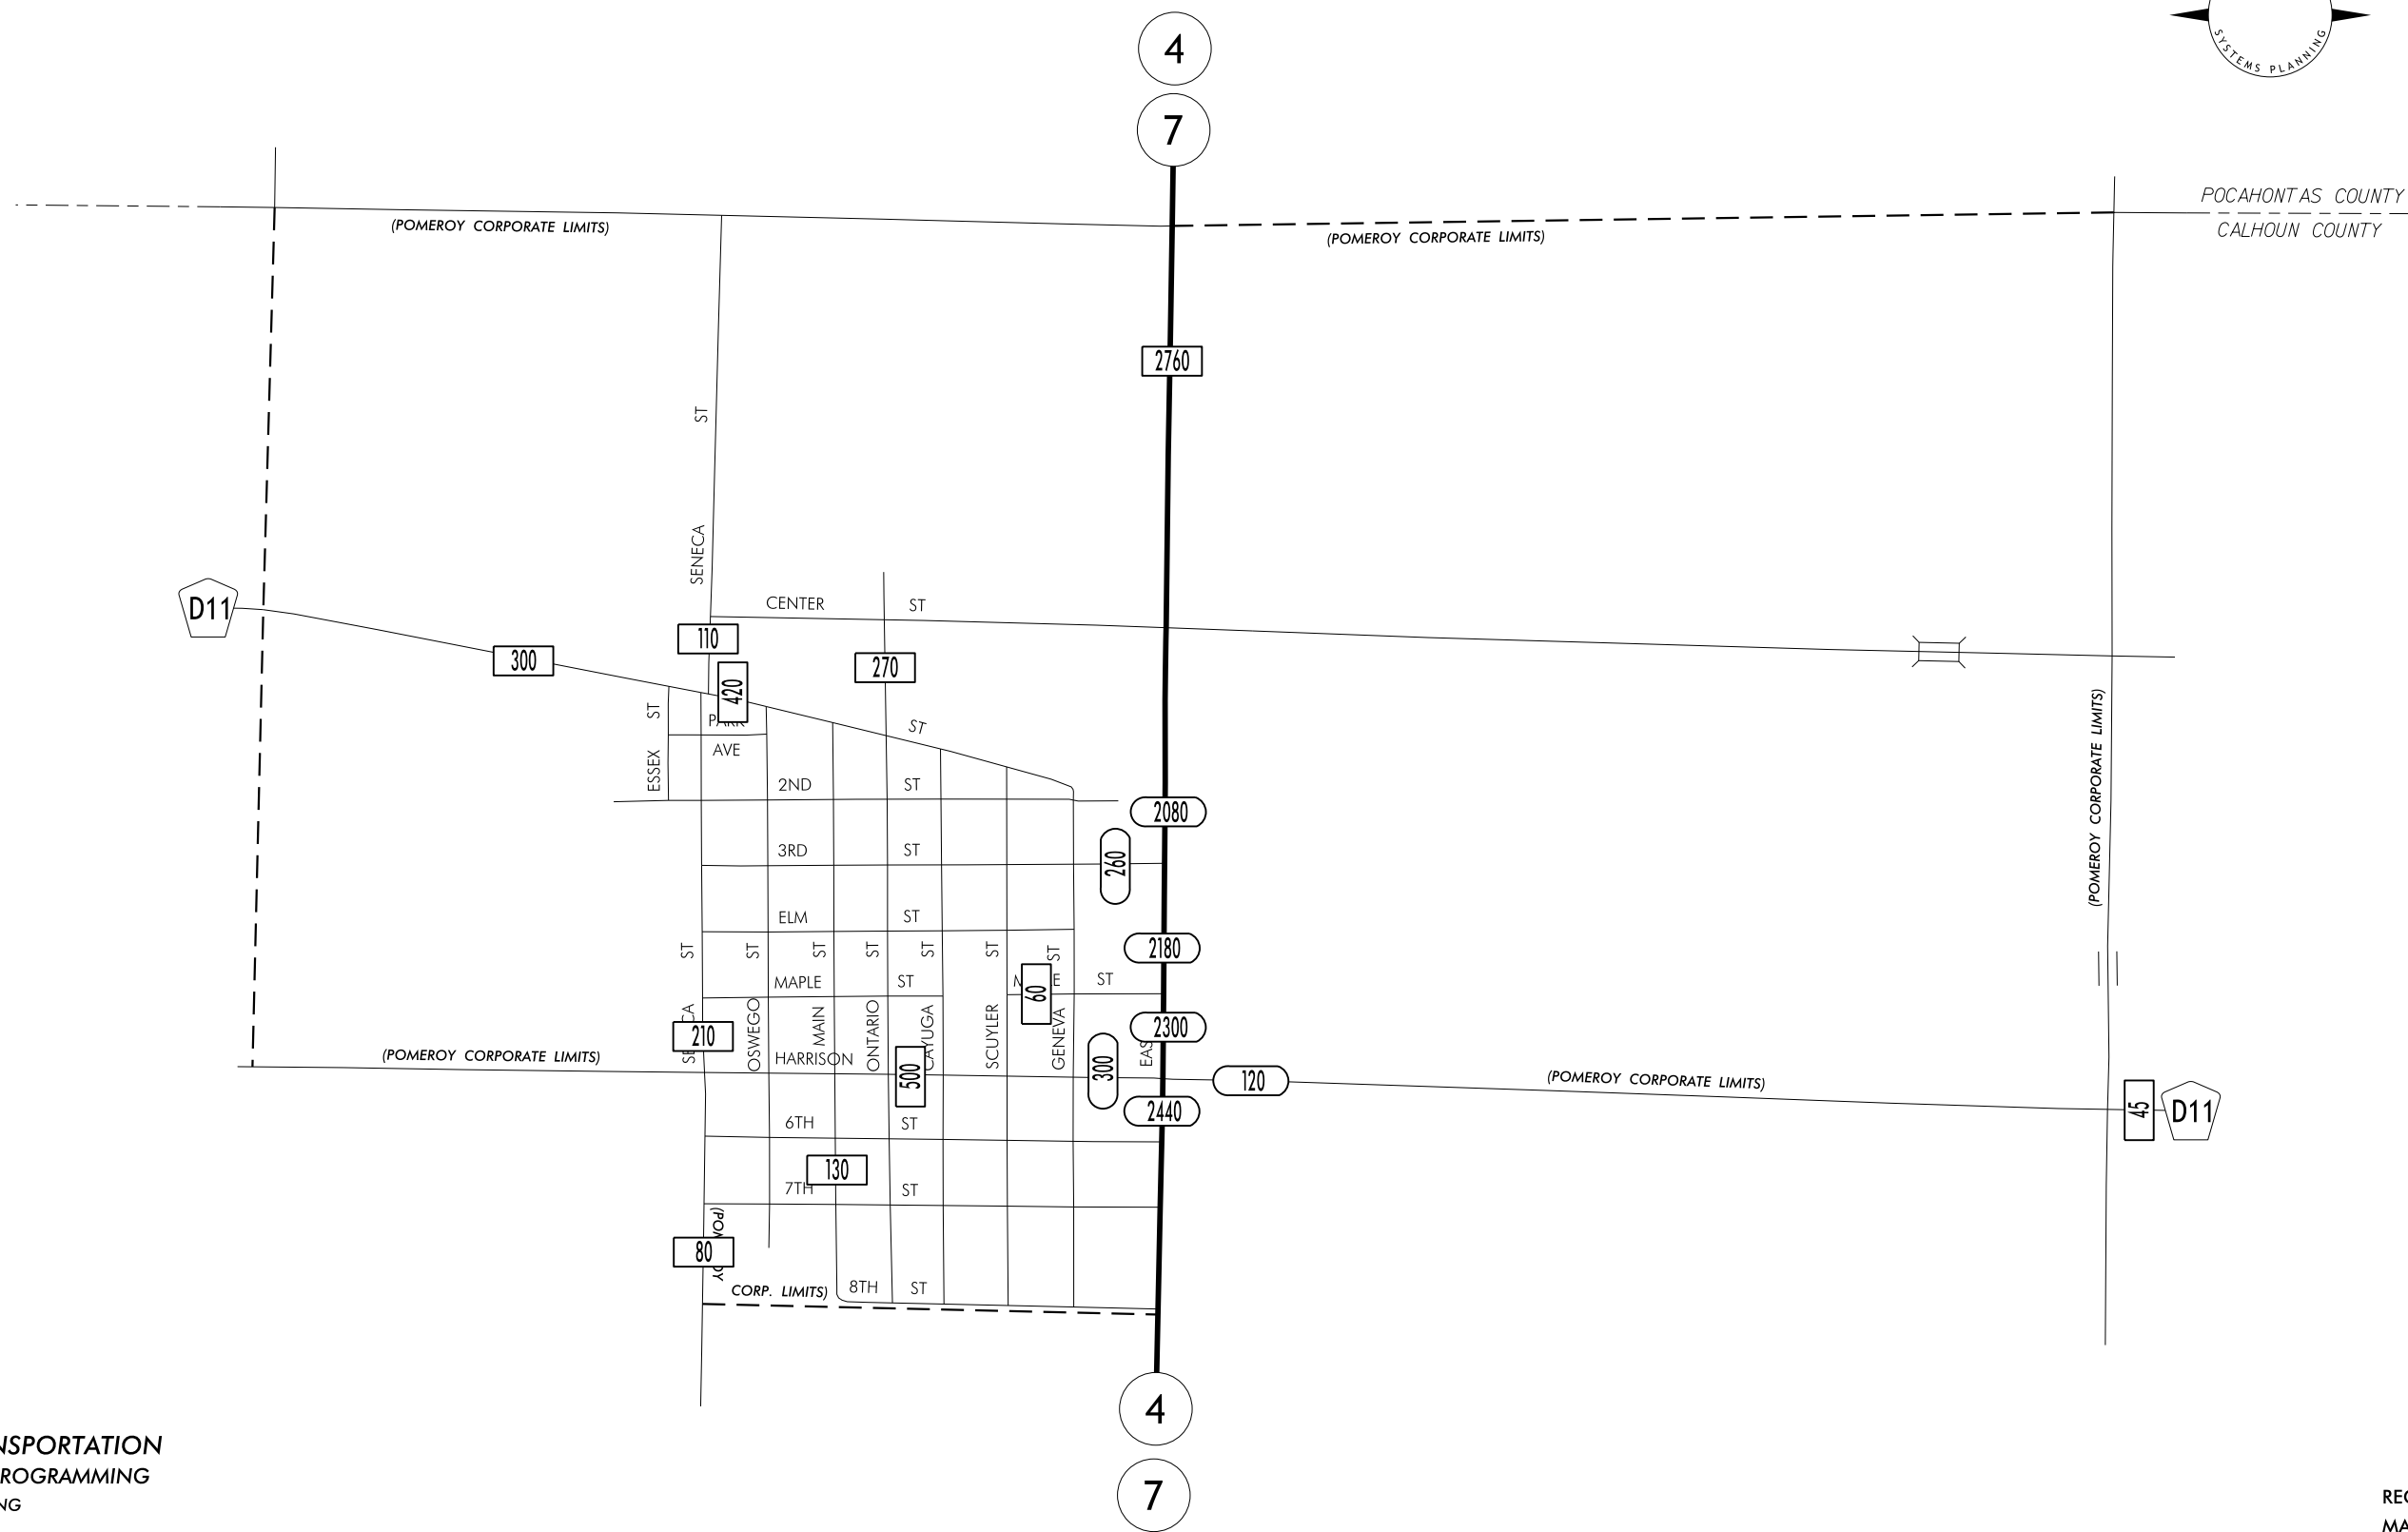 SYSTEMS PLANNING
4
7
POCAHONTAS COUNTY
CALHOUN COUNTY
(POMEROY CORPORATE LIMITS)
(POMEROY CORPORATE LIMITS)
2760
SENECA ST
D11
CENTER ST
110
300
420
270
ESSEX ST
AVE
ST
2ND ST
2080
(POMEROY CORPORATE LIMITS)
3RD ST
260
ELM ST
2180
ST
OSWEGO ST
MAIN ST
ONTARIO ST
ST
SCUYLER ST
GENEVA ST
MAPLE ST
60
ST
210
2300
(POMEROY CORPORATE LIMITS)
HARRISON
500
300
120
(POMEROY CORPORATE LIMITS)
2440
45
D11
6TH ST
130
7TH ST
80
CORP. LIMITS)
8TH ST
4
7
ROGRAMMING
NG